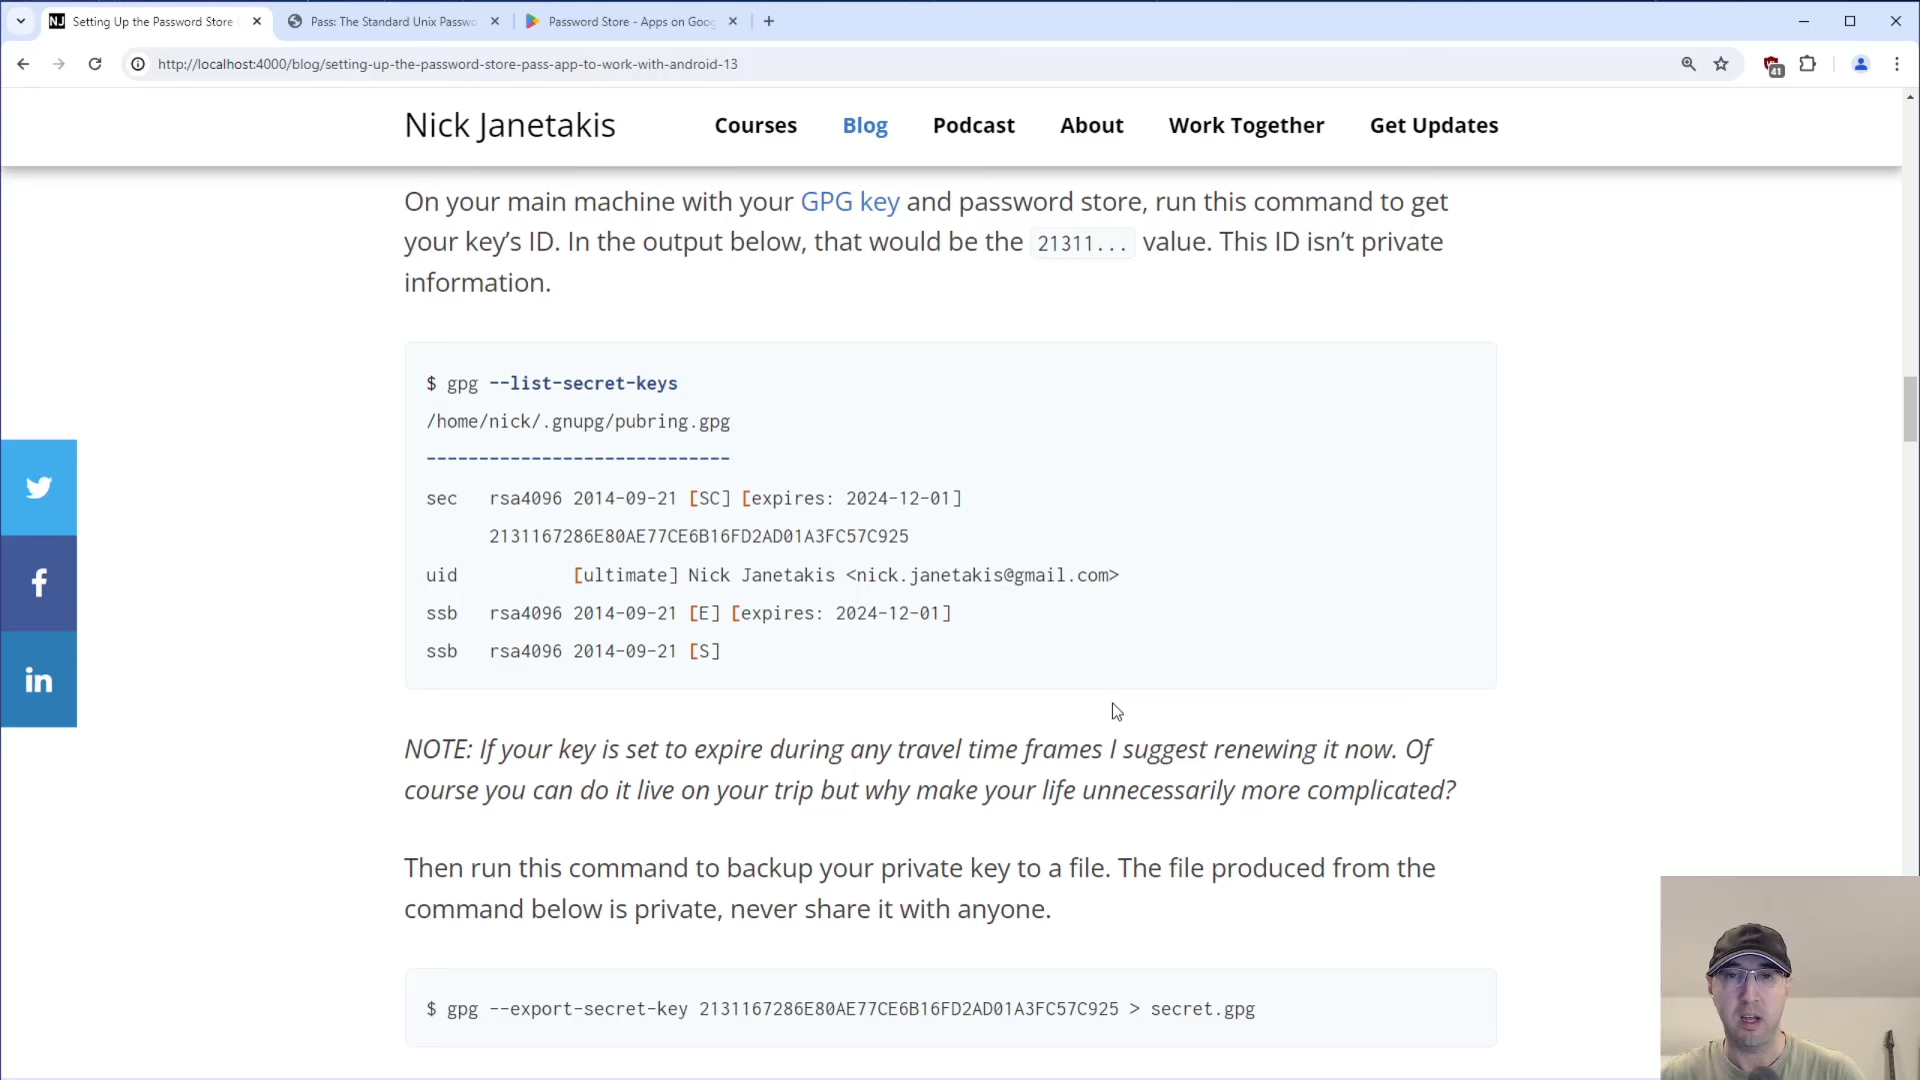 NJ Setting Up the Password Store
Pass: The Standard Unix Passwo
Password Store - Apps on Goog
http://localhost:4000/blog/setting-up-the-password-store-pass-app-to-work-with-android-13
41
Nick Janetakis
Courses Blog Podcast About Work Together Get Updates
On your main machine with your GPG key and password store, run this command to get
your key’s ID. In the output below, that would be the 21311... value. This ID isn’t private
information.
$ gpg --list-secret-keys
/home/nick/.gnupg/pubring.gpg
-----------------------------
sec rsa4096 2014-09-21 [SC] [expires: 2024-12-01]
2131167286E80AE77CE6B16FD2AD01A3FC57C925
uid [ultimate] Nick Janetakis <nick.janetakis@gmail.com>
ssb rsa4096 2014-09-21 [E] [expires: 2024-12-01]
ssb rsa4096 2014-09-21 [S]
NOTE: If your key is set to expire during any travel time frames I suggest renewing it now. Of
course you can do it live on your trip but why make your life unnecessarily more complicated?
Then run this command to backup your private key to a file. The file produced from the
command below is private, never share it with anyone.
$ gpg --export-secret-key 2131167286E80AE77CE6B16FD2AD01A3FC57C925 > secret.gpg